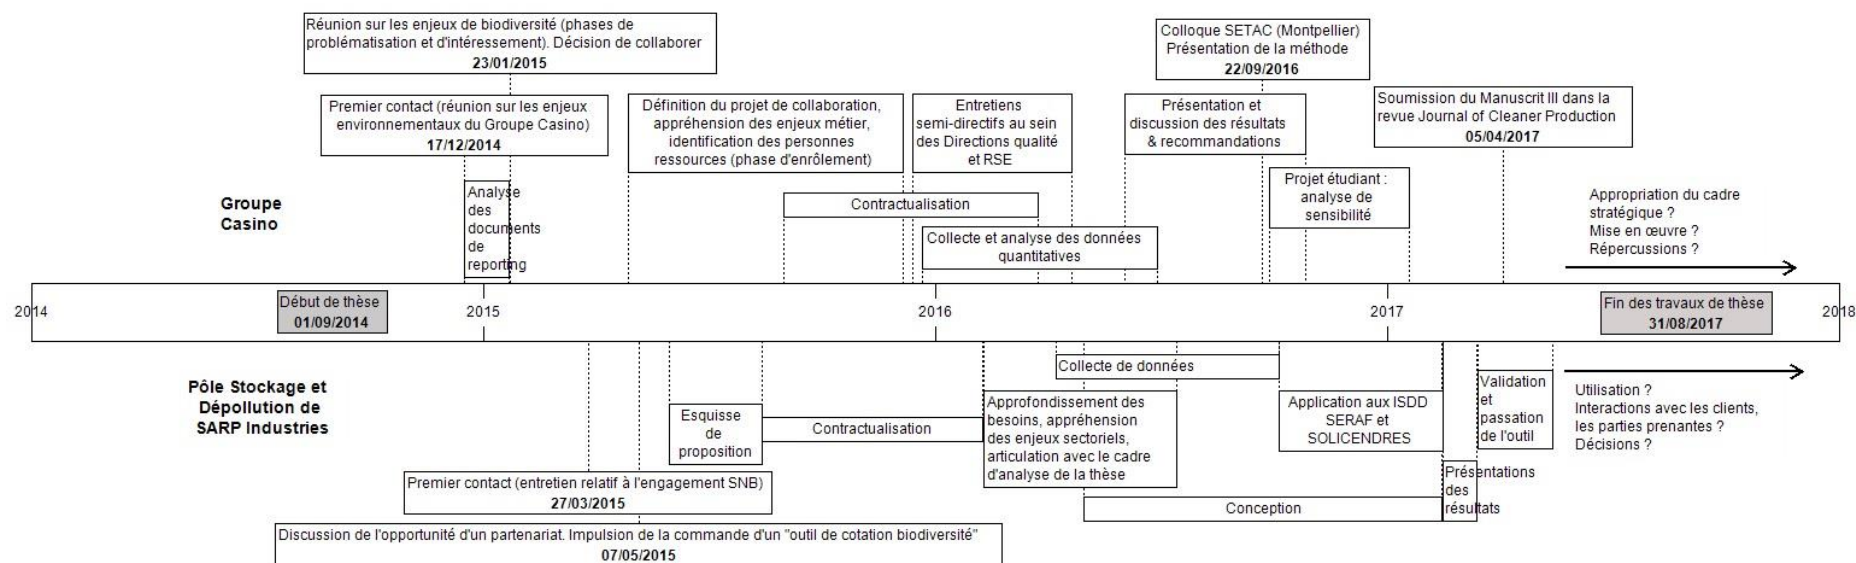 Réunion sur les enjeux de biodiversité (phases de
problématisation et d'intéressement). Décision de collaborer
23/01/2015
Colloque SETAC (Montpellier)
Présentation de la méthode
22/09/2016
Premier contact (réunion sur les enjeux
environnementaux du Groupe Casino)
17/12/2014
Définition du projet de collaboration,
appréhension des enjeux métier,
identification des personnes
ressources (phase d'enrôlement)
Entretiens
semi-directifs au sein
des Directions qualité
et RSE
Présentation et
discussion des résultats
& recommandations
Soumission du Manuscrit III dans la
revue Journal of Cleaner Production
05/04/2017
Groupe
Casino
Analyse
des
documents
de
reporting
Contractualisation
Collecte et analyse des données
quantitatives
Projet étudiant :
analyse de
sensibilité
Appropriation du cadre
stratégique ?
Mise en œuvre ?
Répercussions ?
2014
Début de thèse
01/09/2014
2015
2016
2017
Fin des travaux de thèse
31/08/2017
2018
Pôle Stockage et
Dépollution de
SARP Industries
Esquisse
de
proposition
Contractualisation
Collecte de données
Approfondissement des
besoins, appréhension
des enjeux sectoriels,
articulation avec le cadre
d'analyse de la thèse
Application aux ISDD
SERAF et
SOLICENDRES
Validation
et
passation
de l'outil
Utilisation ?
Interactions avec les clients,
les parties prenantes ?
Décisions ?
Premier contact (entretien relatif à l'engagement SNB)
27/03/2015
Conception
Présentations
des
résultats
Discussion de l'opportunité d'un partenariat. Impulsion de la commande d'un "outil de cotation biodiversité"
07/05/2015